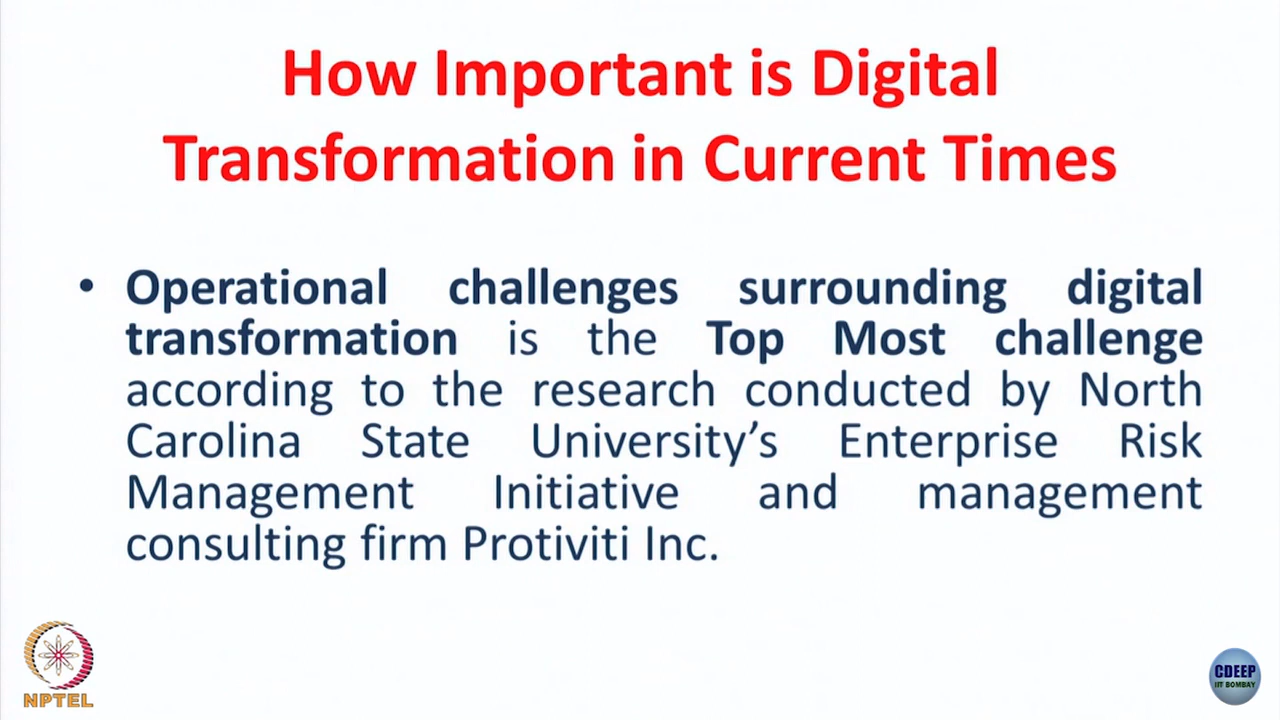 How Important is Digital
Transformation in Current Times
• Operational challenges surrounding digital
transformation is the Top Most challenge
according to the research conducted by North
Carolina State University’s Enterprise Risk
Management Initiative and management
consulting firm Protiviti Inc.
NPTEL
CDEEP
IIT BOMBAY